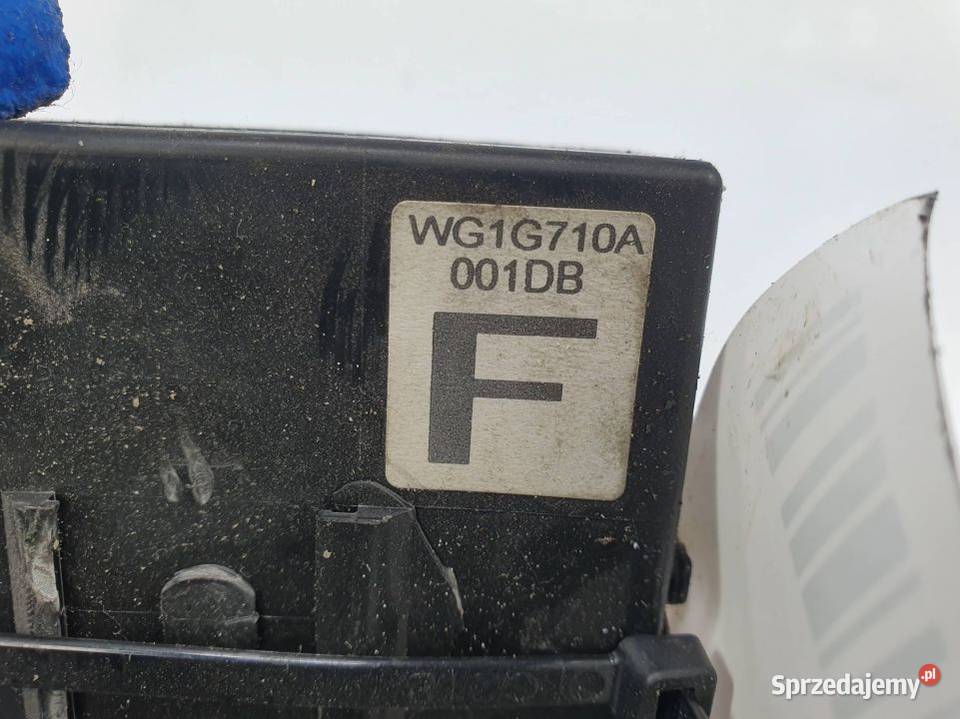 WG1G710A
001DB
F
Sprzedajemy.pl